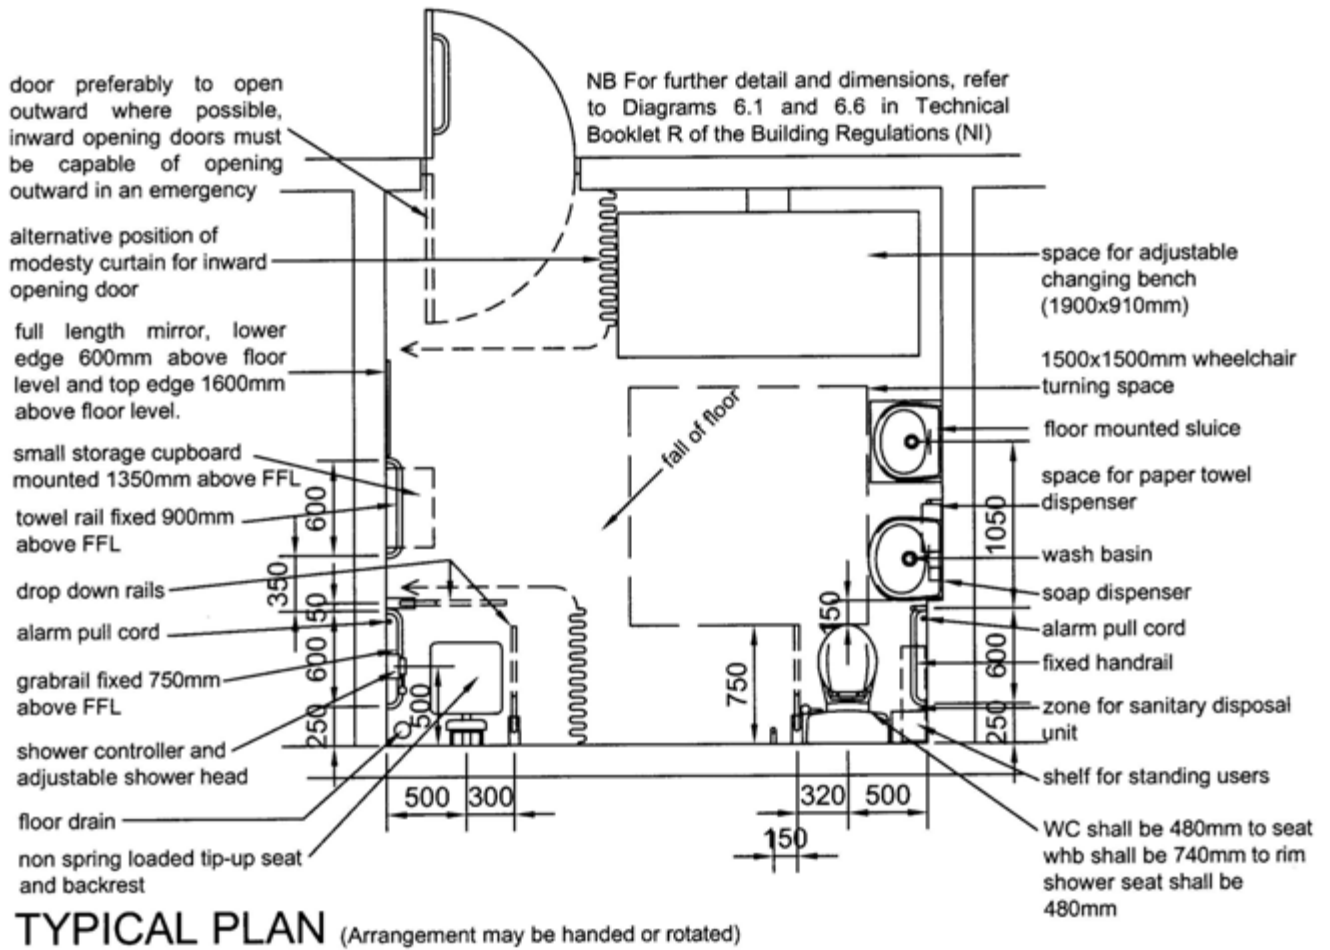 door preferably to open
outward where possible,
inward opening doors must
be capable of opening
outward in an emergency
NB For further detail and dimensions, refer
to Diagrams 6.1 and 6.6 in Technical
Booklet R of the Building Regulations (NI)
alternative position of
modesty curtain for inward
opening door
full length mirror, lower
edge 600mm above floor
level and top edge 1600mm
above floor level.
small storage cupboard
mounted 1350mm above FFL
towel rail fixed 900mm
above FFL
drop down rails
alarm pull cord
grabrail fixed 750mm
above FFL
shower controller and
adjustable shower head
floor drain
non spring loaded tip-up seat
and backrest
600
350
50
600
250
500
500
300
fall of floor
750
150
320
500
150
1050
600
250
space for adjustable
changing bench
(1900x910mm)
1500x1500mm wheelchair
turning space
floor mounted sluice
space for paper towel
dispenser
wash basin
soap dispenser
alarm pull cord
fixed handrail
zone for sanitary disposal
unit
shelf for standing users
WC shall be 480mm to seat
whb shall be 740mm to rim
shower seat shall be
480mm
TYPICAL PLAN (Arrangement may be handed or rotated)